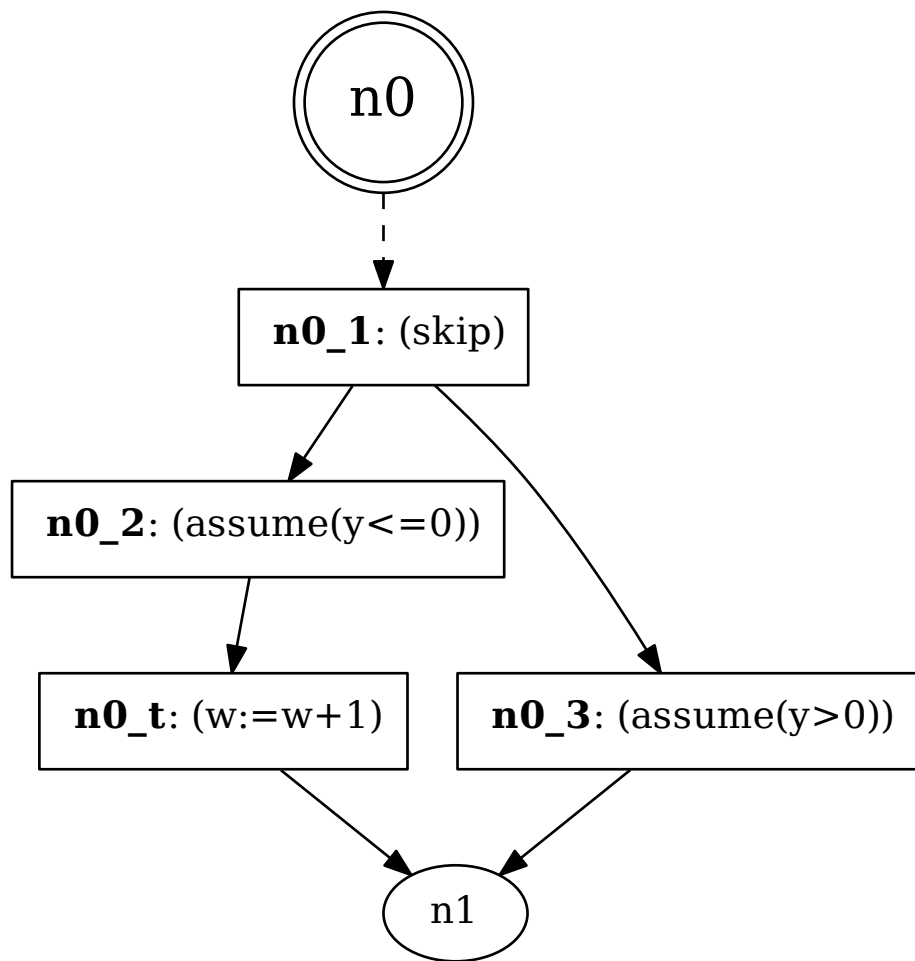 n0
n0_1: (skip)
n0_2: (assume(y<=0))
n0_t: (w:=w+1)
n0_3: (assume(y>0))
n1